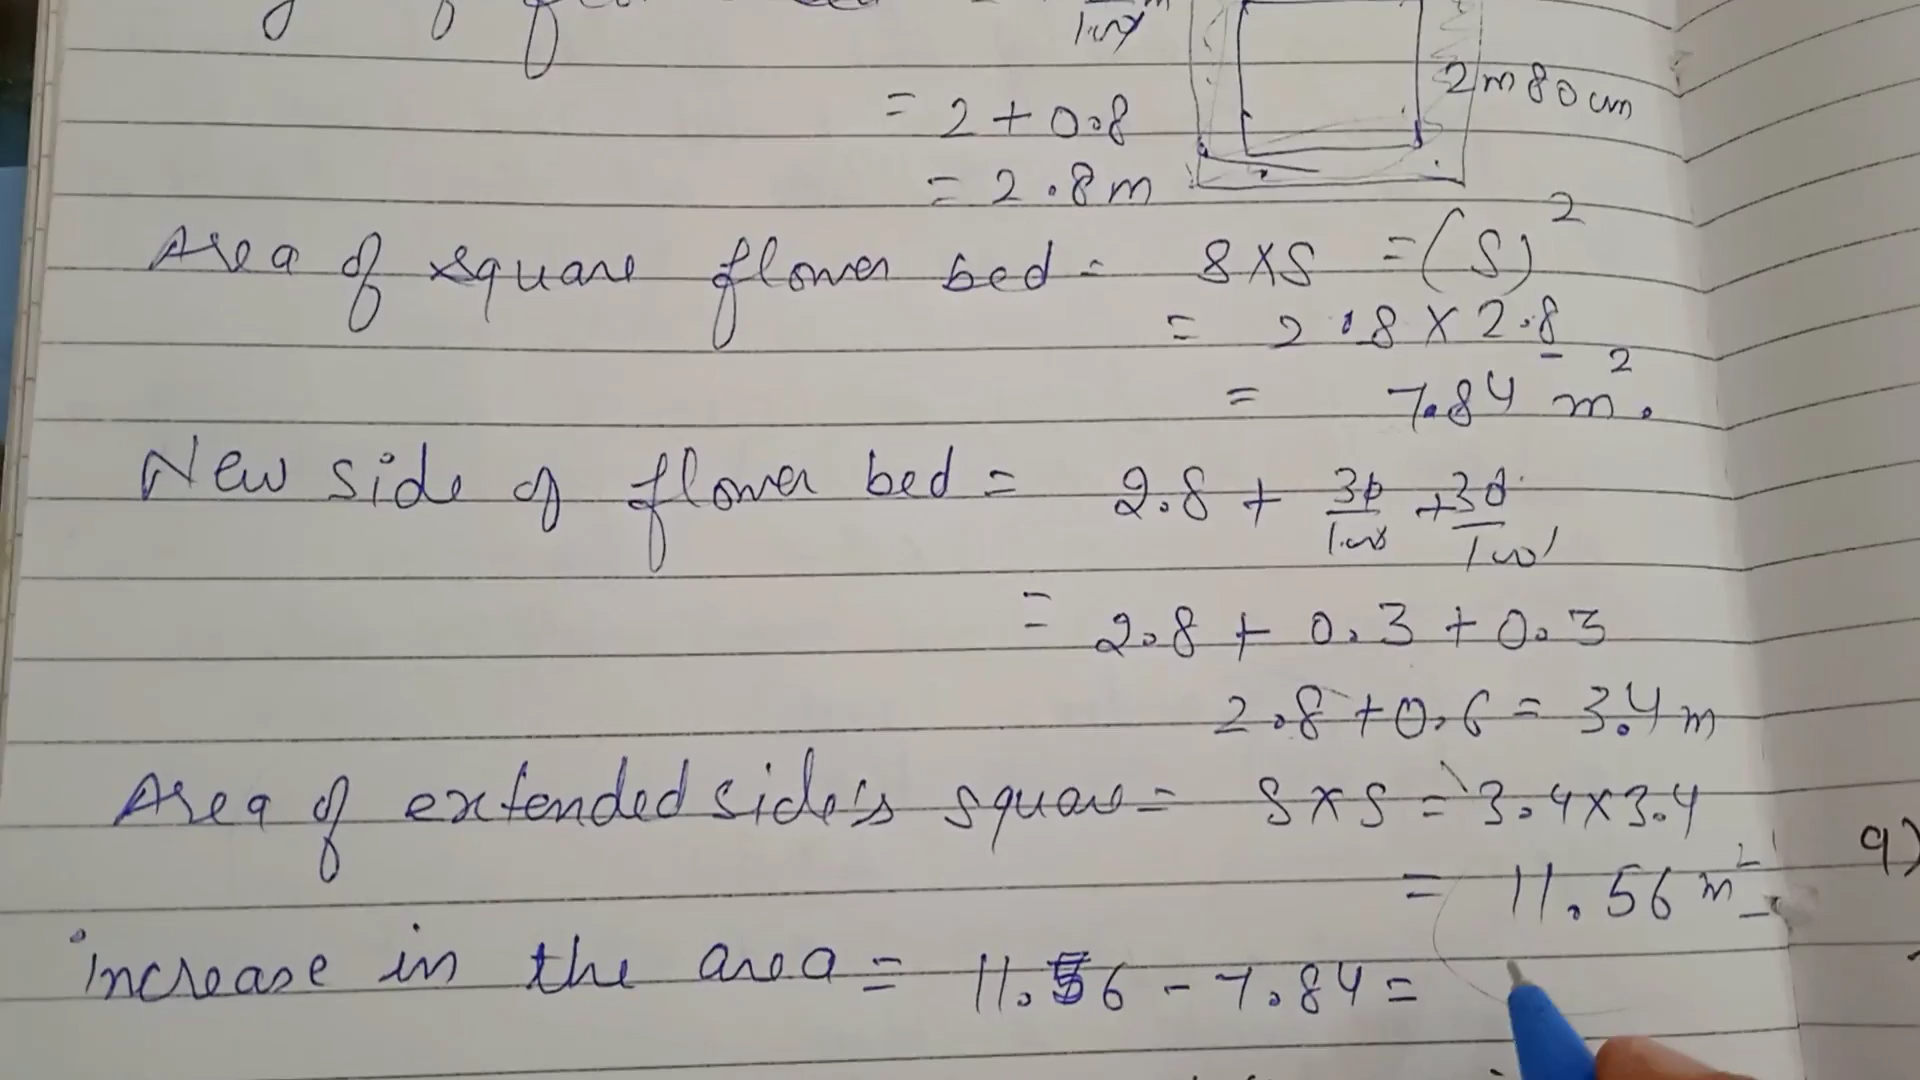 = 2 + 0.8
2m 80 cm
= 2.8m
Area of square flower bed = S×S = (S)²
= 2.8 × 2.8
= 7.84 m².
New side of flower bed = 2.8 + 30/100 + 30/100
= 2.8 + 0.3 + 0.3
2.8 + 0.6 = 3.4 m
Area of extended side's square = S×S = 3.4×3.4
= 11.56 m²
9)
increase in the area = 11.56 - 7.84 =